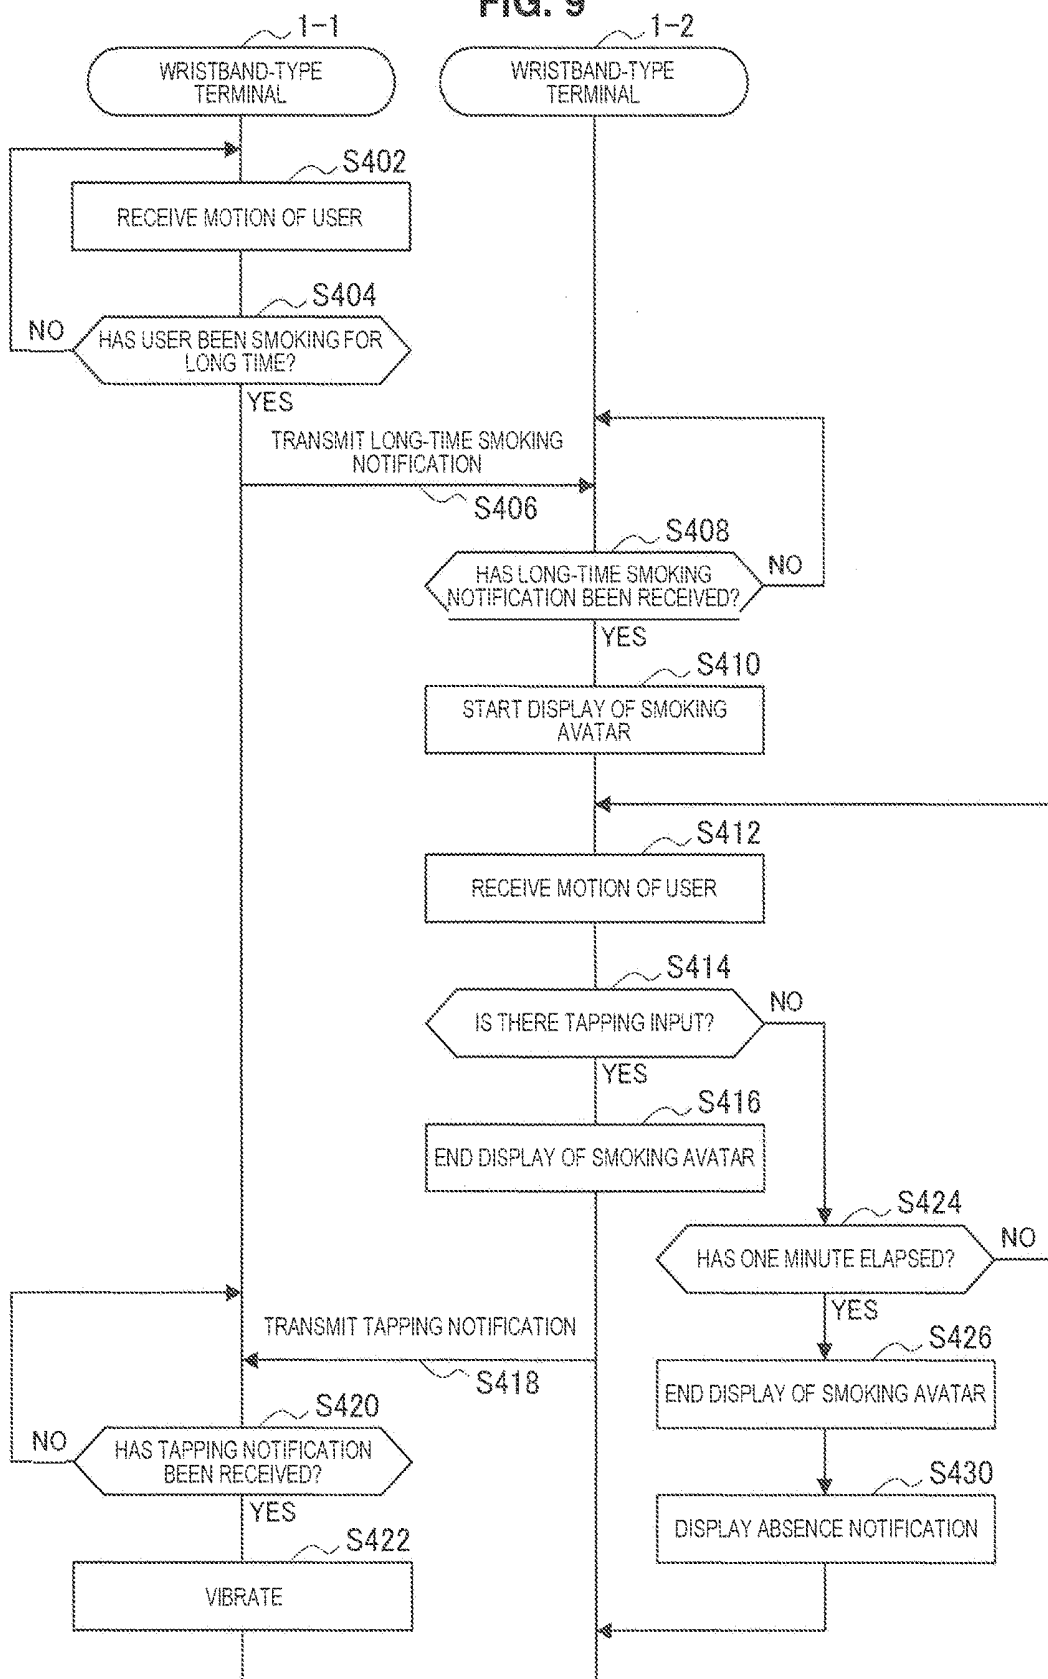 FIG. 9
1-1
1-2
WRISTBAND-TYPE
TERMINAL
WRISTBAND-TYPE
TERMINAL
S402
RECEIVE MOTION OF USER
S404
NO
HAS USER BEEN SMOKING FOR
LONG TIME?
YES
TRANSMIT LONG-TIME SMOKING
NOTIFICATION
S406
S408
HAS LONG-TIME SMOKING
NOTIFICATION BEEN RECEIVED?
NO
YES
S410
START DISPLAY OF SMOKING
AVATAR
S412
RECEIVE MOTION OF USER
S414
IS THERE TAPPING INPUT?
NO
YES
S416
END DISPLAY OF SMOKING AVATAR
S424
HAS ONE MINUTE ELAPSED?
NO
YES
TRANSMIT TAPPING NOTIFICATION
S418
S426
END DISPLAY OF SMOKING AVATAR
S420
NO
HAS TAPPING NOTIFICATION
BEEN RECEIVED?
YES
S430
DISPLAY ABSENCE NOTIFICATION
S422
VIBRATE